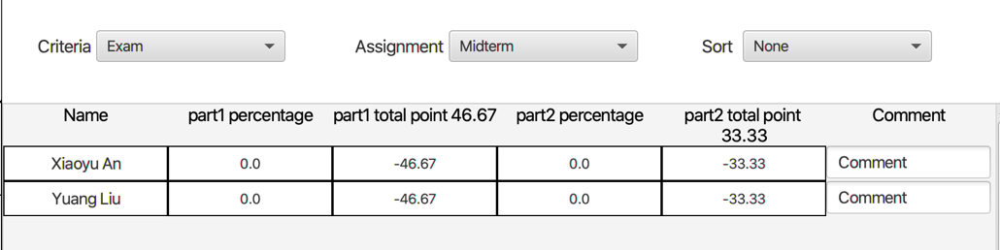 Criteria Exam Assignment Midterm Sort None
Name part1 percentage part1 total point 46.67 part2 percentage part2 total point 33.33 Comment
Xiaoyu An 0.0 -46.67 0.0 -33.33 Comment
Yuang Liu 0.0 -46.67 0.0 -33.33 Comment